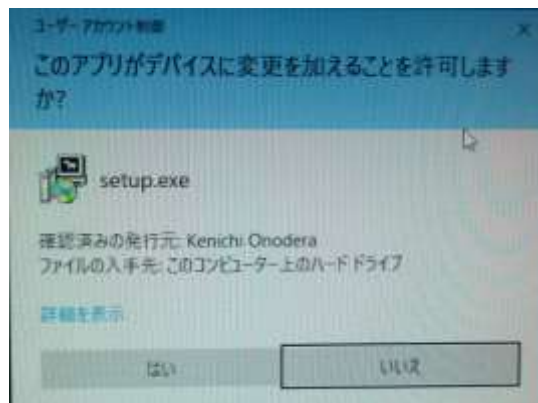 ユーザー アカウント制御
このアプリがデバイスに変更を加えることを許可します
か?
setup.exe
確認済みの発行元: Kenichi Onodera
ファイルの入手先: このコンピューター上のハード ドライブ
詳細を表示
はい
いいえ